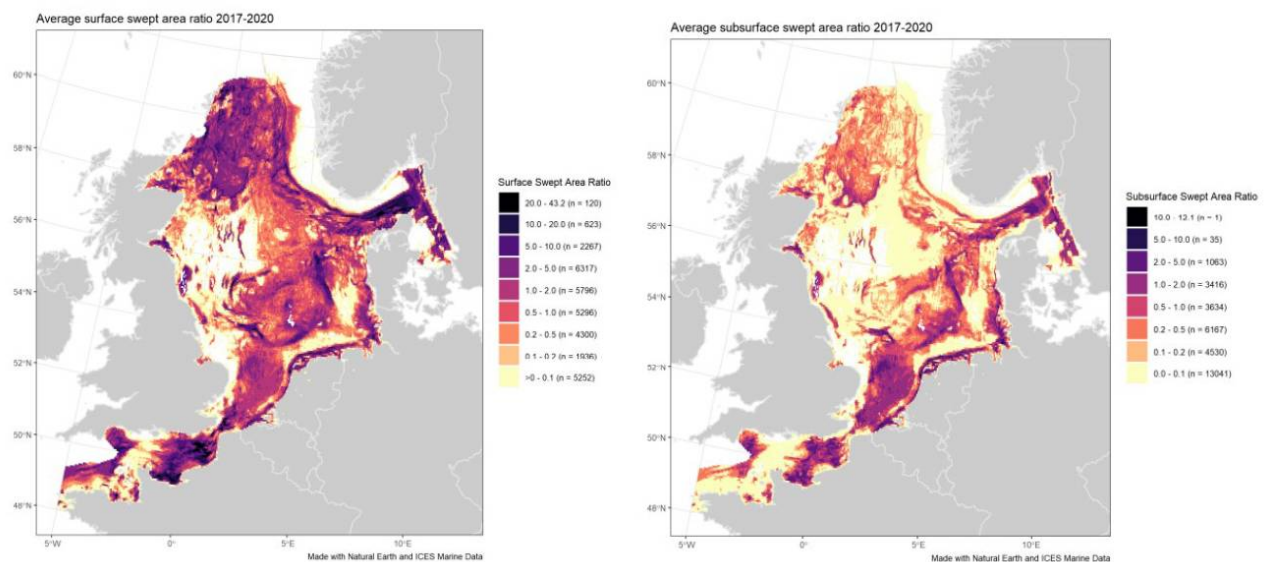 Average surface swept area ratio 2017-2020
60°N
58°N
56°N
54°N
52°N
50°N
48°N
5°W
0°
5°E
10°E
Surface Swept Area Ratio
20.0 - 43.2 (n = 120)
10.0 - 20.0 (n = 623)
5.0 - 10.0 (n = 2267)
2.0 - 5.0 (n = 6317)
1.0 - 2.0 (n = 5796)
0.5 - 1.0 (n = 5296)
0.2 - 0.5 (n = 4300)
0.1 - 0.2 (n = 1936)
>0 - 0.1 (n = 5252)
Made with Natural Earth and ICES Marine Data
Average subsurface swept area ratio 2017-2020
60°N
58°N
56°N
54°N
52°N
50°N
48°N
5°W
0°
5°E
10°E
Subsurface Swept Area Ratio
10.0 - 12.1 (n = 1)
5.0 - 10.0 (n = 35)
2.0 - 5.0 (n = 1063)
1.0 - 2.0 (n = 3416)
0.5 - 1.0 (n = 3634)
0.2 - 0.5 (n = 6167)
0.1 - 0.2 (n = 4530)
0.0 - 0.1 (n = 13041)
Made with Natural Earth and ICES Marine Data